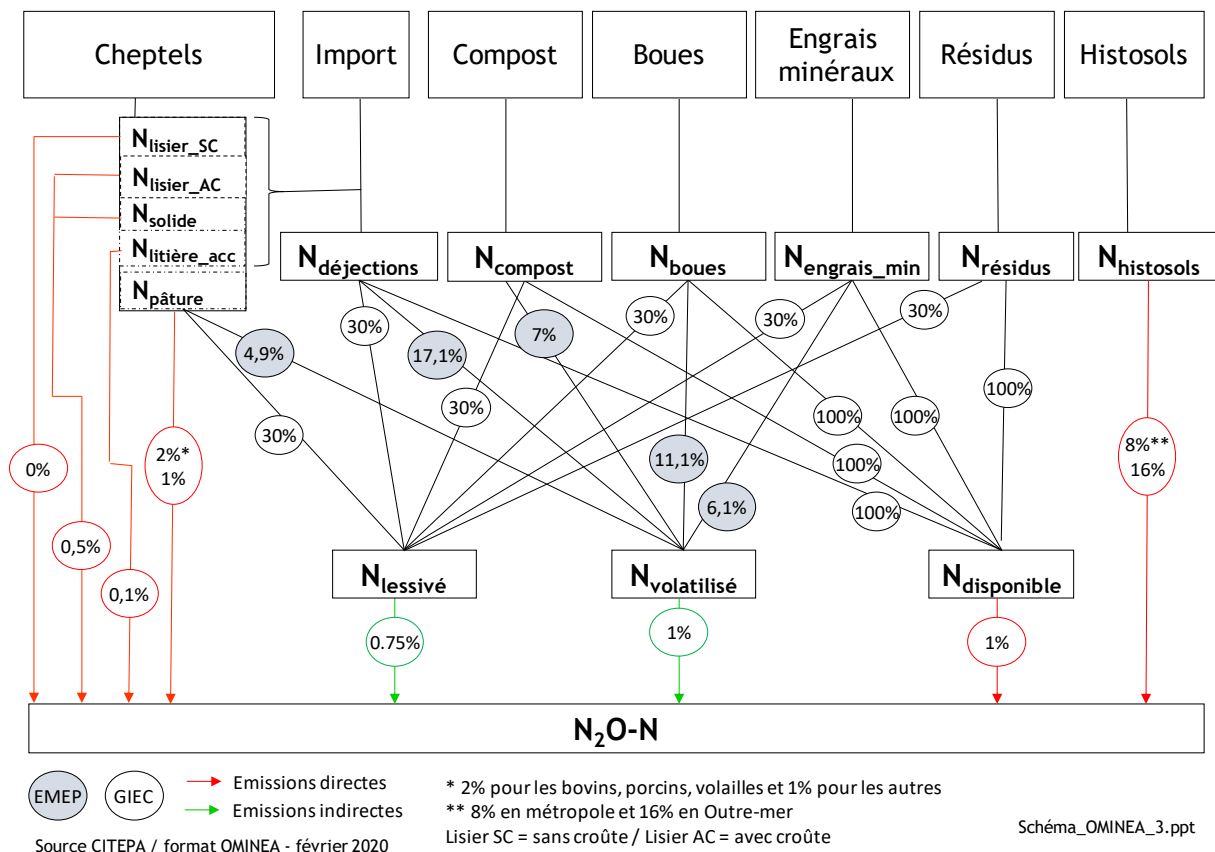 Cheptels
Import
Compost
Boues
Engrais
minéraux
Résidus
Histosols
Nlisier_SC
Nlisier_AC
Nsolide
Nlitière_acc
Npâture
Ndéjections
Ncompost
Nboues
Nengrais_min
Nrésidus
Nhistosols
4,9%
30%
17,1%
7%
30%
30%
30%
30%
30%
100%
100%
100%
100%
100%
11,1%
6,1%
0%
0,5%
0,1%
2%*
1%
8%**
16%
Nlessivé
Nvolatilisé
Ndisponible
0.75%
1%
1%
N2O-N
EMEP
GIEC
Emissions directes
Emissions indirectes
* 2% pour les bovins, porcins, volailles et 1% pour les autres
** 8% en métropole et 16% en Outre-mer
Lisier SC = sans croûte / Lisier AC = avec croûte
Source CITEPA / format OMINEA - février 2020
Schéma_OMINEA_3.ppt